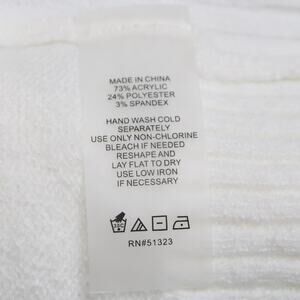 MADE IN CHINA
73% ACRYLIC
24% POLYESTER
3% SPANDEX
HAND WASH COLD
SEPARATELY
USE ONLY NON-CHLORINE
BLEACH IF NEEDED
RESHAPE AND
LAY FLAT TO DRY
USE LOW IRON
IF NECESSARY
RN#51323